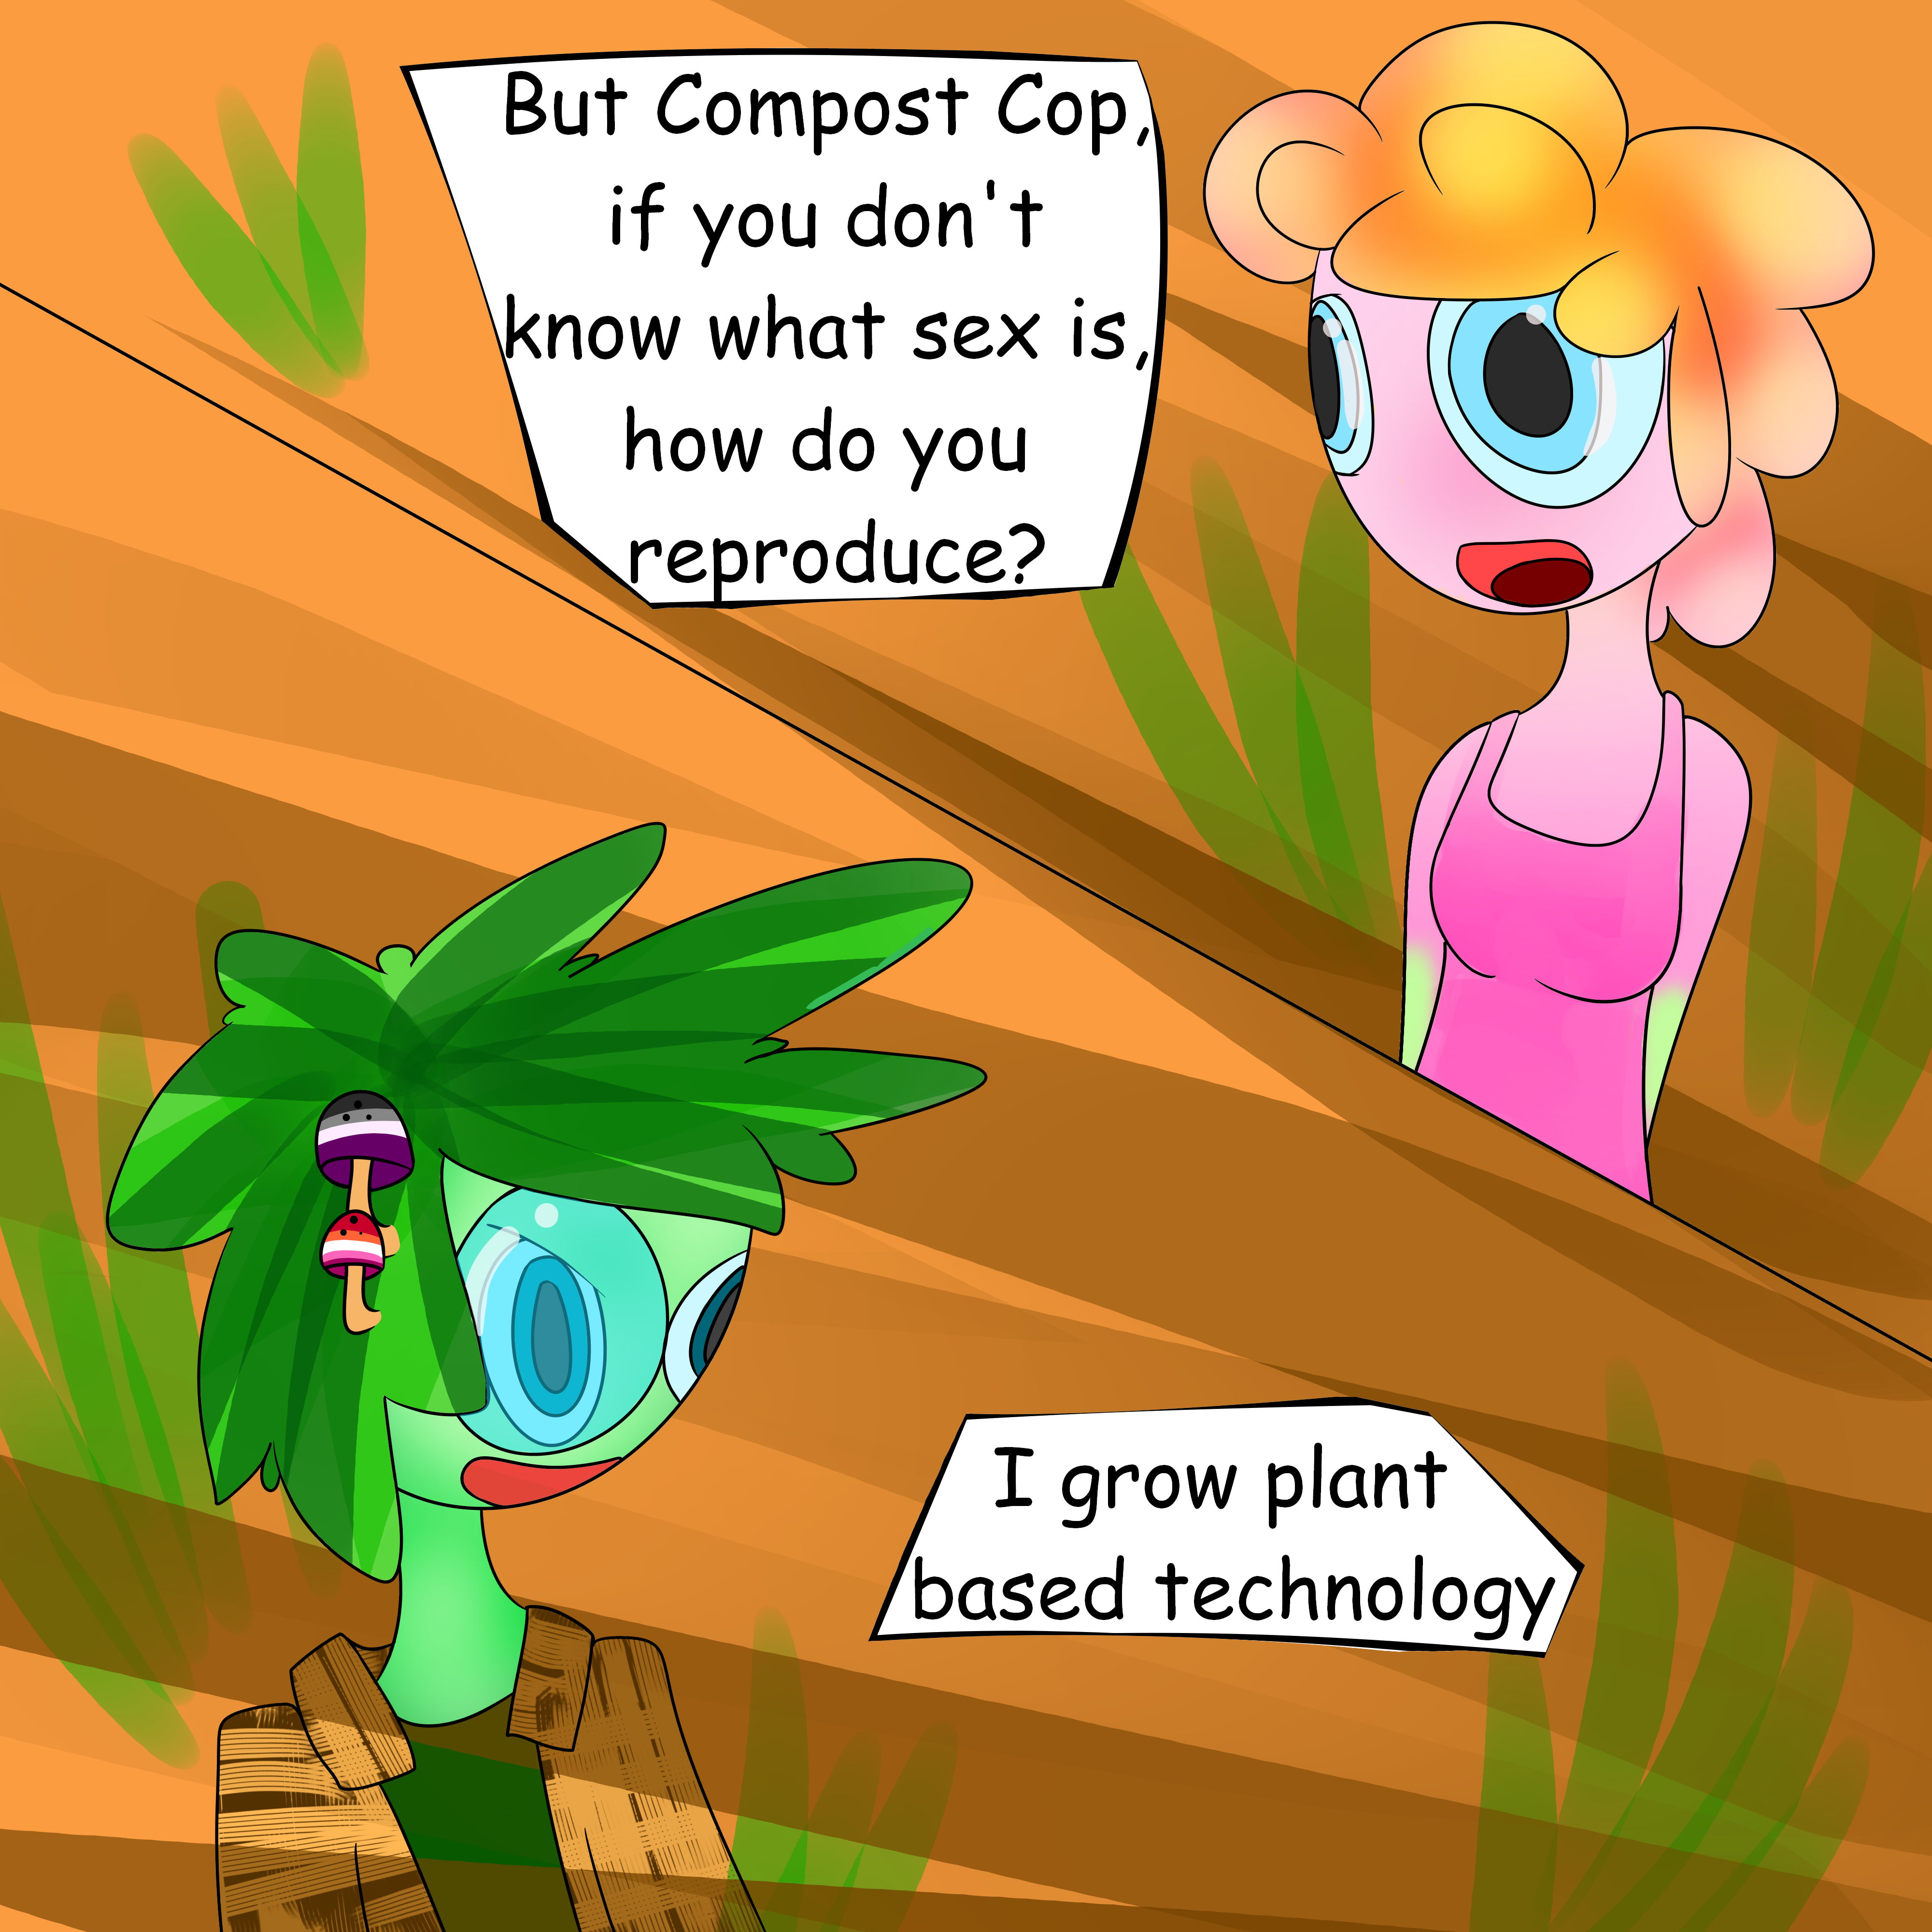 But Compost Cop,
if you don't
know what sex is,
how do you
reproduce?
I grow plant
based technology